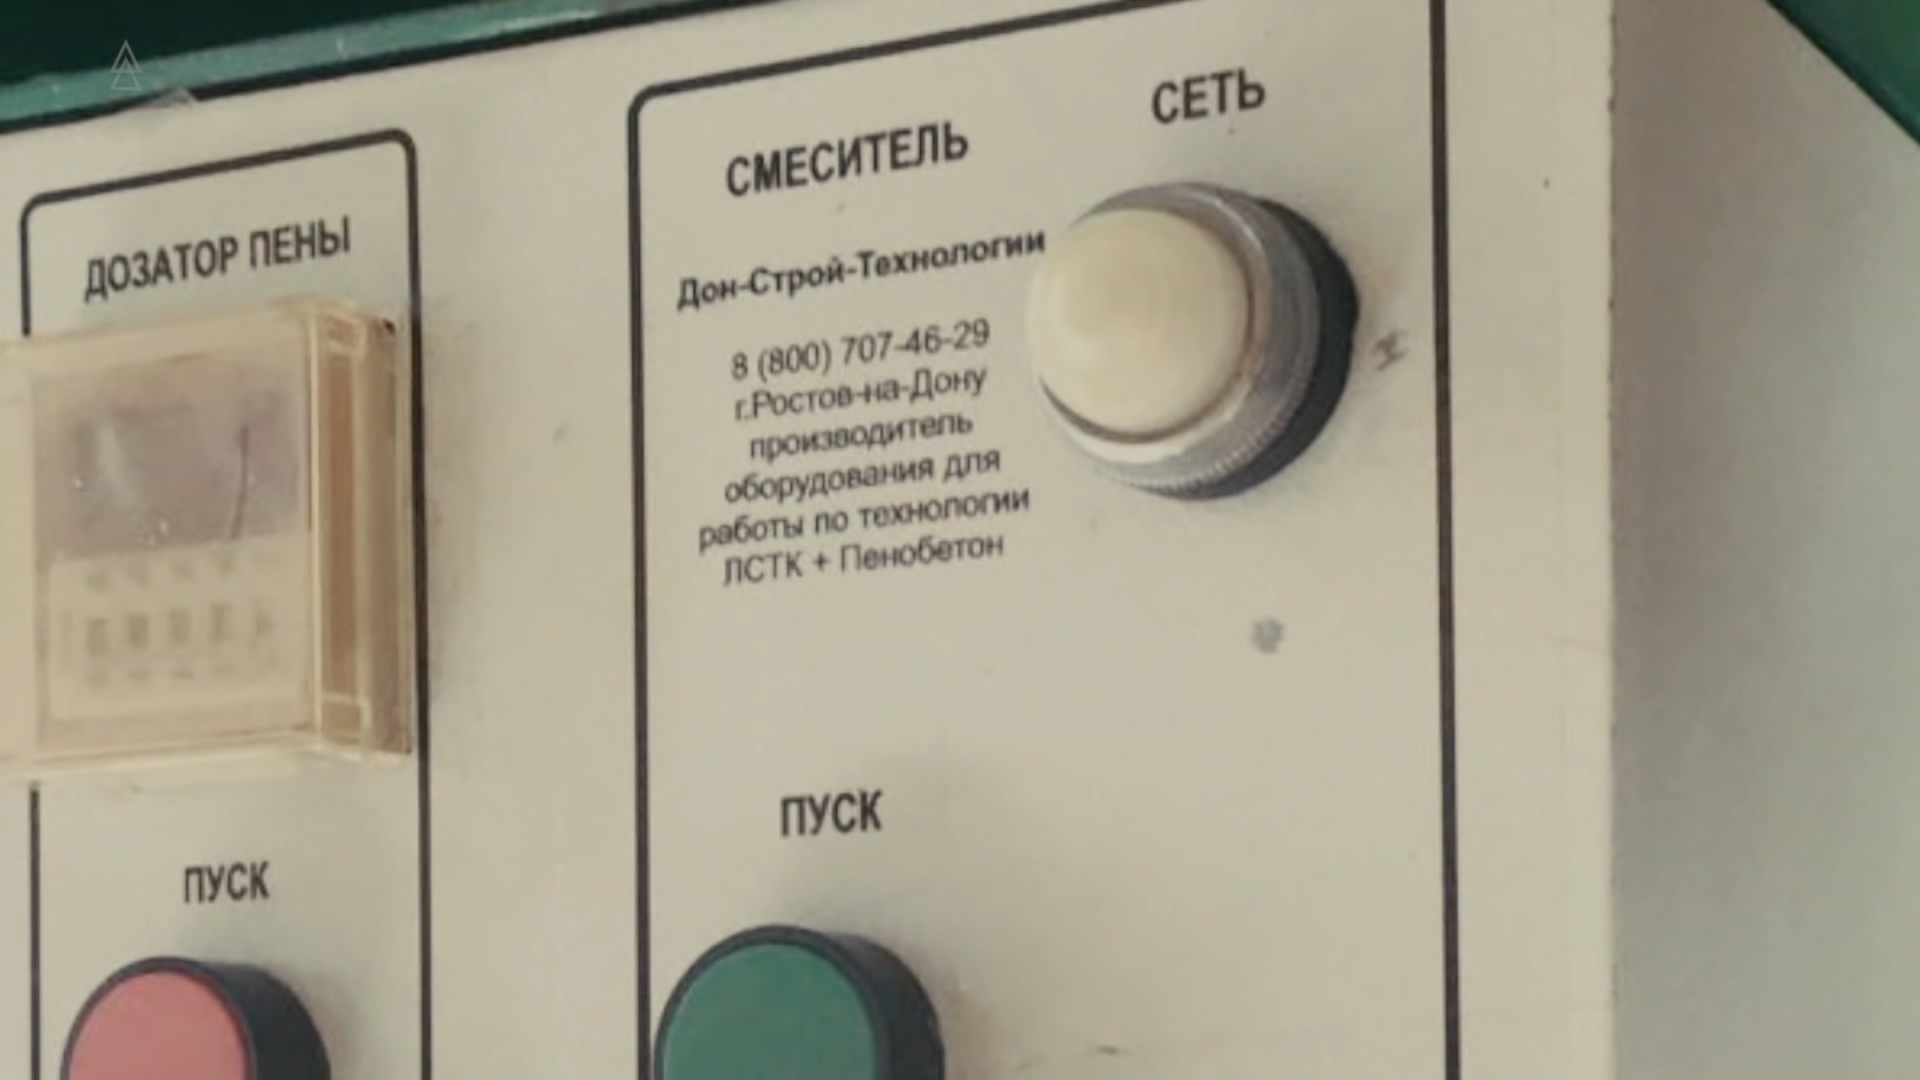 ДОЗАТОР ПЕНЫ
ПУСК
СМЕСИТЕЛЬ
СЕТЬ
Дон-Строй-Технологии
8 (800) 707-46-29
г.Ростов-на-Дону
производитель
оборудования для
работы по технологии
ЛСТК + Пенобетон
ПУСК